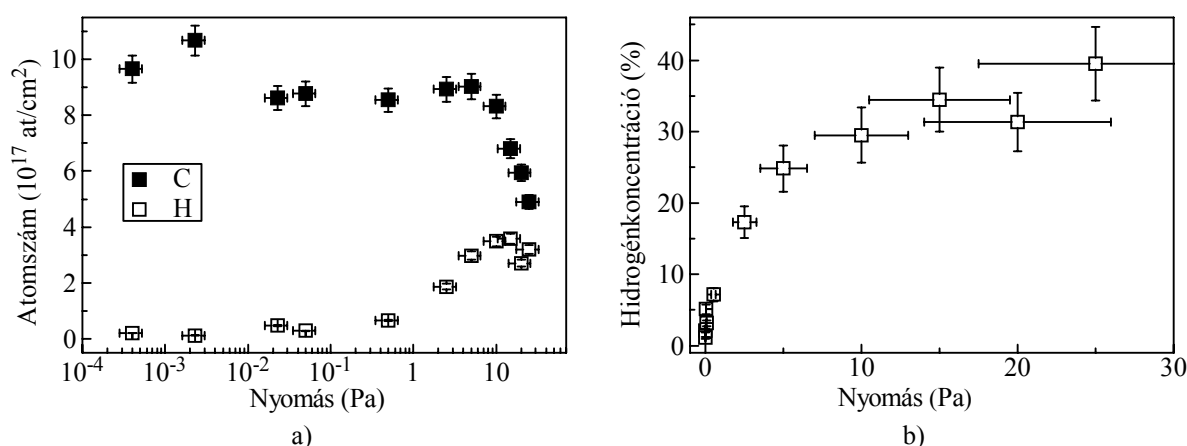 10
8
6
4
2
0
Atomszám (10^17 at/cm^2)
C
H
10^-4
10^-3
10^-2
10^-1
1
10
Nyomás (Pa)
a)
40
30
20
10
0
Hidrogénkoncentráció (%)
0
10
20
30
Nyomás (Pa)
b)